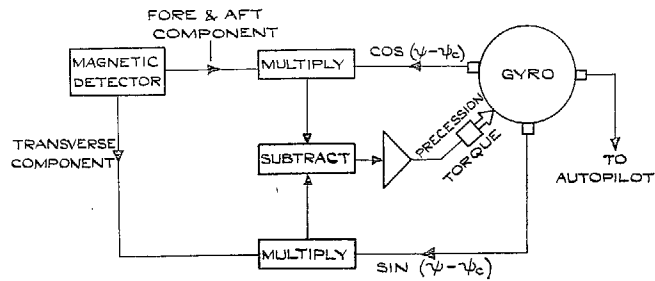 FORE & AFT
COMPONENT
MAGNETIC
DETECTOR
MULTIPLY
COS (ψ-ψc)
GYRO
TRANSVERSE
COMPONENT
SUBTRACT
PRECESSION
TORQUE
TO
AUTOPILOT
MULTIPLY
SIN (ψ-ψc)